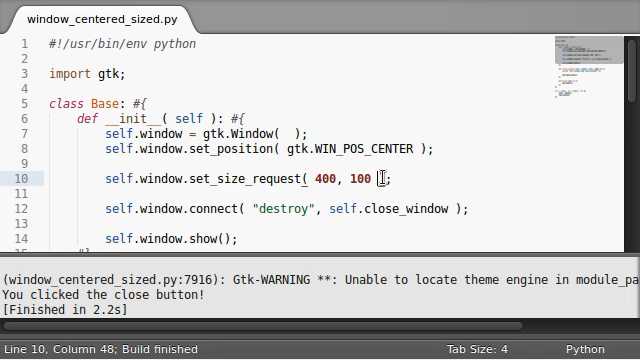 window_centered_sized.py
1 #!/usr/bin/env python
2
3 import gtk;
4
5 class Base: #{
6 def __init__( self ): #{
7 self.window = gtk.Window(  );
8 self.window.set_position( gtk.WIN_POS_CENTER );
9
10 self.window.set_size_request( 400, 100 );
11
12 self.window.connect( "destroy", self.close_window );
13
14 self.window.show();
(window_centered_sized.py:7916): Gtk-WARNING **: Unable to locate theme engine in module_pa
You clicked the close button!
[Finished in 2.2s]
Line 10, Column 48; Build finished
Tab Size: 4
Python